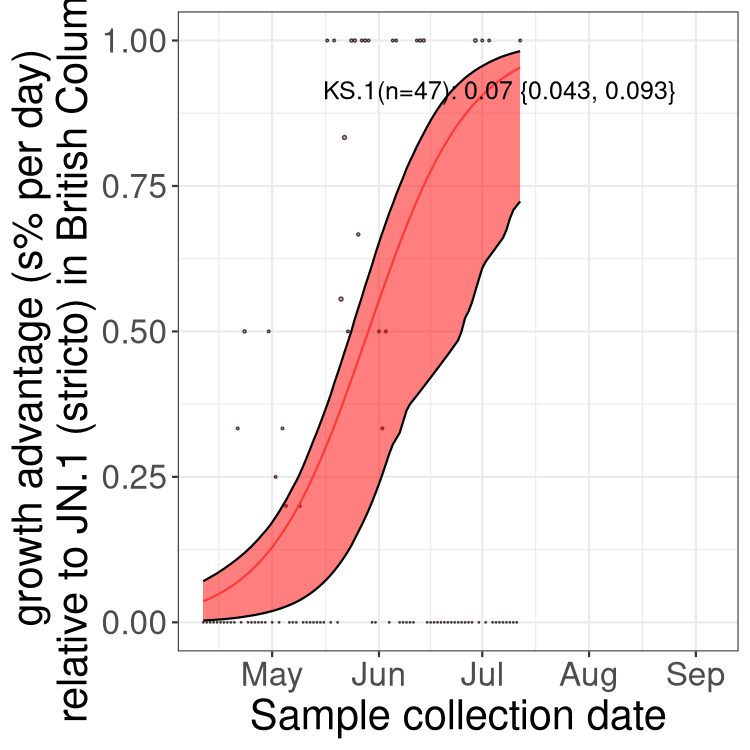 growth advantage (s% per day)
relative to JN.1 (stricto) in British Colum
1.00
0.75
0.50
0.25
0.00
KS.1(n=47): 0.07 {0.043, 0.093}
May Jun Jul Aug Sep
Sample collection date